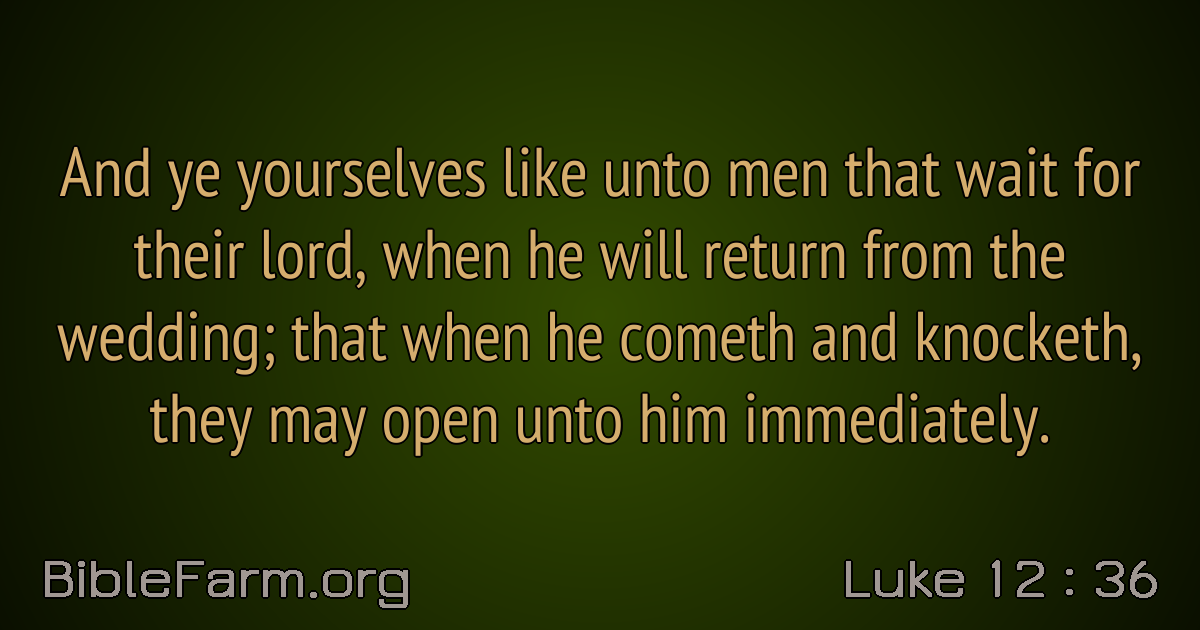 And ye yourselves like unto men that wait for
their lord, when he will return from the
wedding; that when he cometh and knocketh,
they may open unto him immediately.
BibleFarm.org
Luke 12 : 36